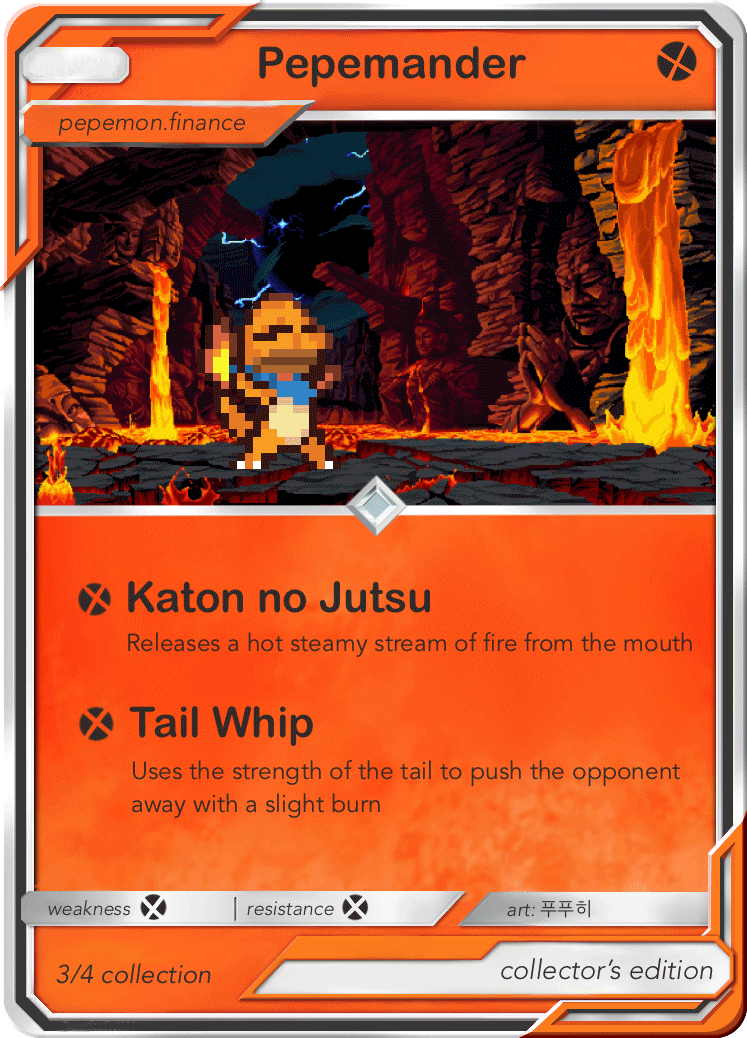 Pepemander
pepemon.finance
Katon no Jutsu
Releases a hot steamy stream of fire from the mouth
Tail Whip
Uses the strength of the tail to push the opponent
away with a slight burn
weakness | resistance art: 푸푸히
3/4 collection collector's edition